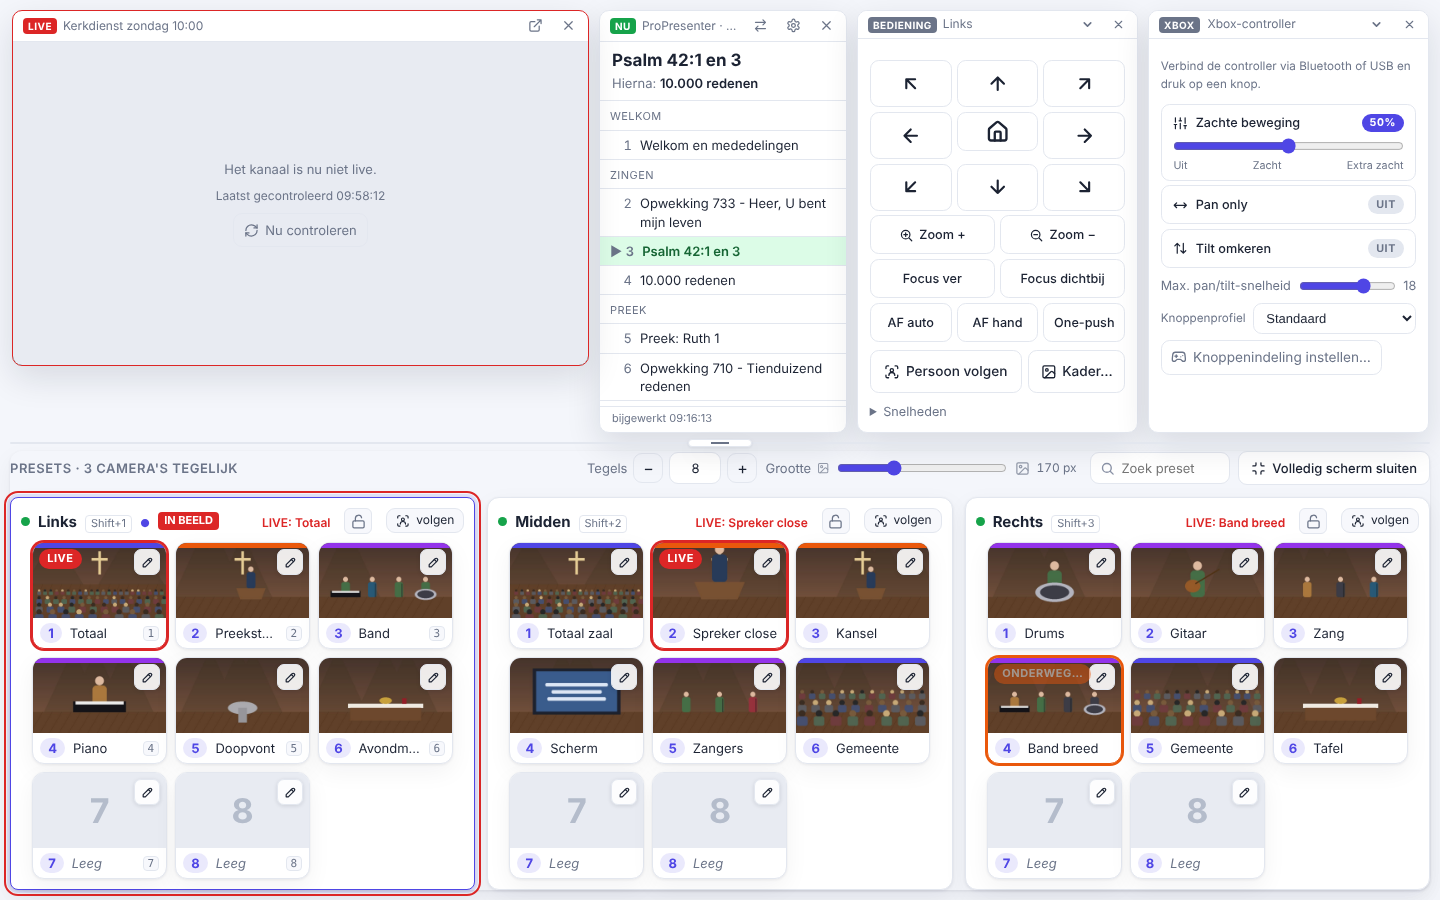 LIVE Kerkdienst zondag 10:00
Het kanaal is nu niet live.
Laatst gecontroleerd 09:58:12
Nu controleren
NU ProPresenter · ...
Psalm 42:1 en 3
Hierna: 10.000 redenen
WELKOM
1 Welkom en mededelingen
ZINGEN
2 Opwekking 733 - Heer, U bent
mijn leven
3 Psalm 42:1 en 3
4 10.000 redenen
PREEK
5 Preek: Ruth 1
6 Opwekking 710 - Tienduizend
redenen
bijgewerkt 09:16:13
BEDIENING Links
Zoom +
Zoom −
Focus ver
Focus dichtbij
AF auto
AF hand
One-push
Persoon volgen
Kader...
Snelheden
XBOX Xbox-controller
Verbind de controller via Bluetooth of USB en
druk op een knop.
Zachte beweging 50%
Uit Zacht Extra zacht
Pan only UIT
Tilt omkeren UIT
Max. pan/tilt-snelheid 18
Knoppenprofiel Standaard
Knoppenindeling instellen...
PRESETS · 3 CAMERA'S TEGELIJK
Tegels − 8 + Grootte 170 px
Zoek preset
Volledig scherm sluiten
Links Shift+1 IN BEELD LIVE: Totaal volgen
LIVE
1 Totaal 1
2 Preekst... 2
3 Band 3
4 Piano 4
5 Doopvont 5
6 Avondm... 6
7
8
7 Leeg 7
8 Leeg 8
Midden Shift+2 LIVE: Spreker close volgen
LIVE
1 Totaal zaal
2 Spreker close
3 Kansel
4 Scherm
5 Zangers
6 Gemeente
7
8
7 Leeg
8 Leeg
Rechts Shift+3 LIVE: Band breed volgen
1 Drums
2 Gitaar
3 Zang
ONDERWEG...
4 Band breed
5 Gemeente
6 Tafel
7
8
7 Leeg
8 Leeg